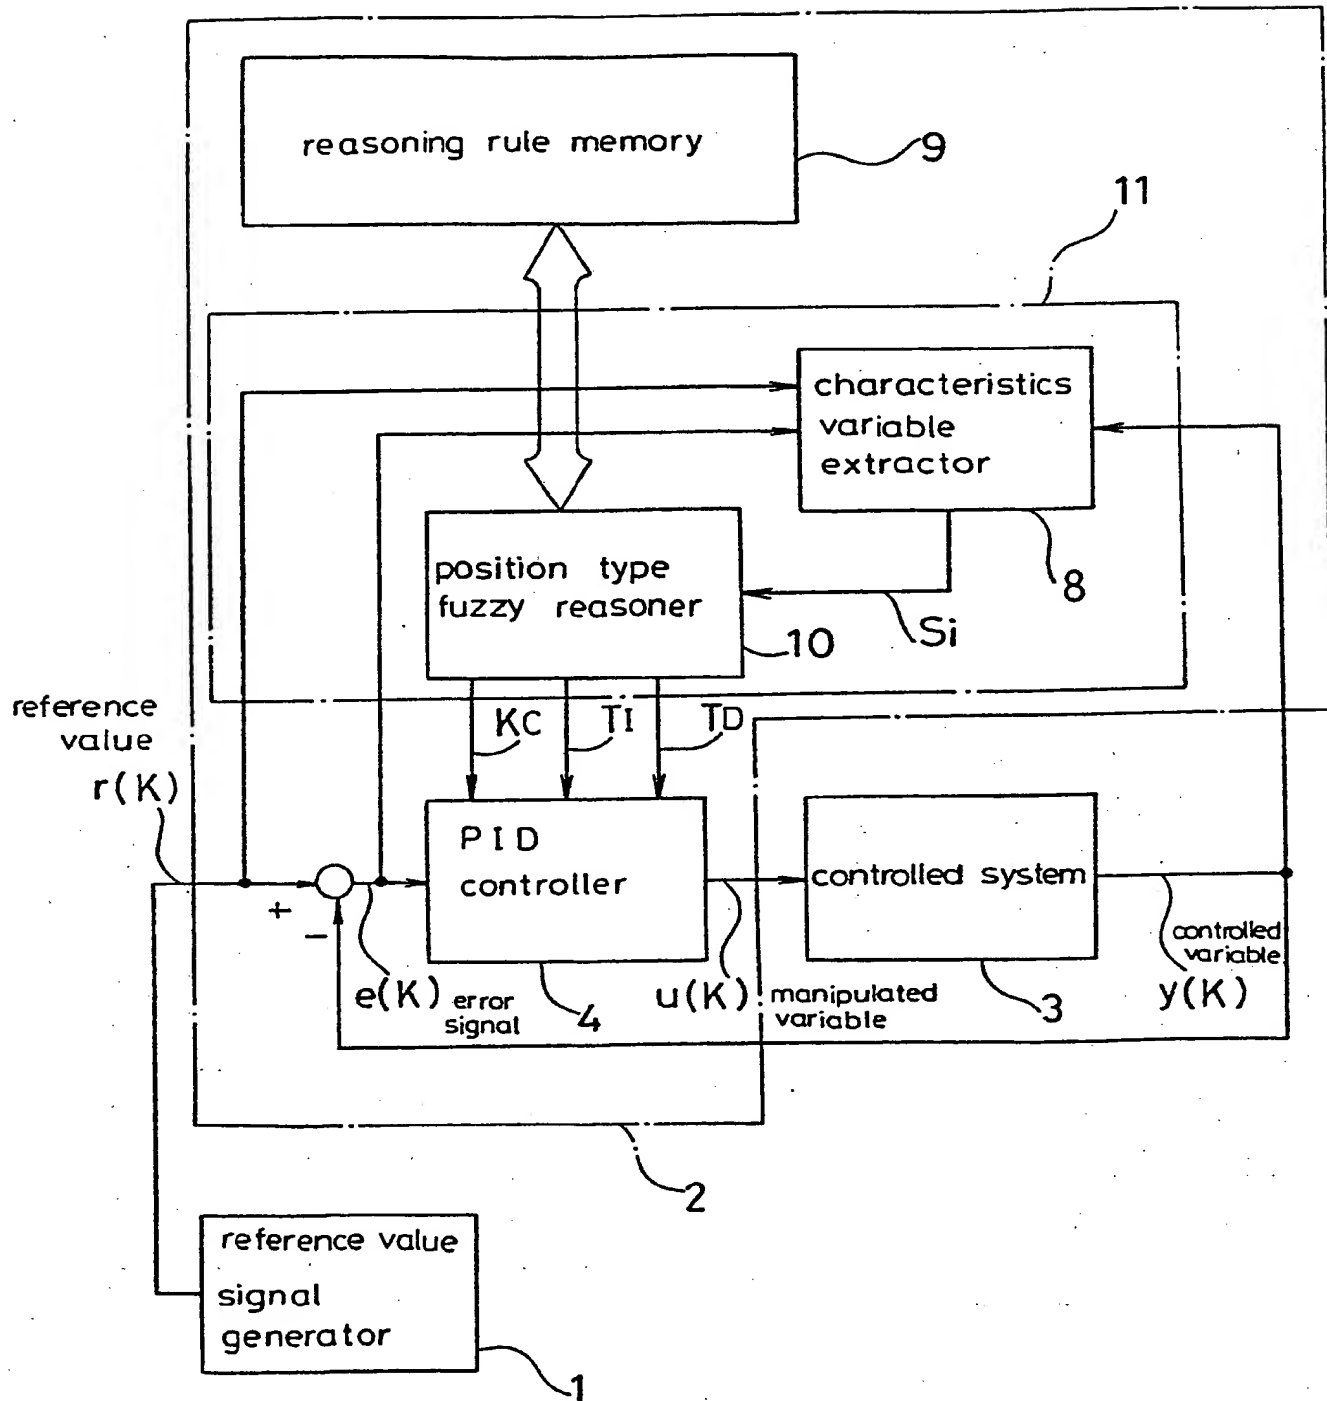 reasoning rule memory
9
11
characteristics
variable
extractor
8
position type
fuzzy reasoner
10
Si
reference
value
r(K)
KC
TI
TD
PID
controller
controlled system
+
-
e(K) error
signal
4
u(K) manipulated
variable
3
controlled
variable
y(K)
2
reference value
signal
generator
1